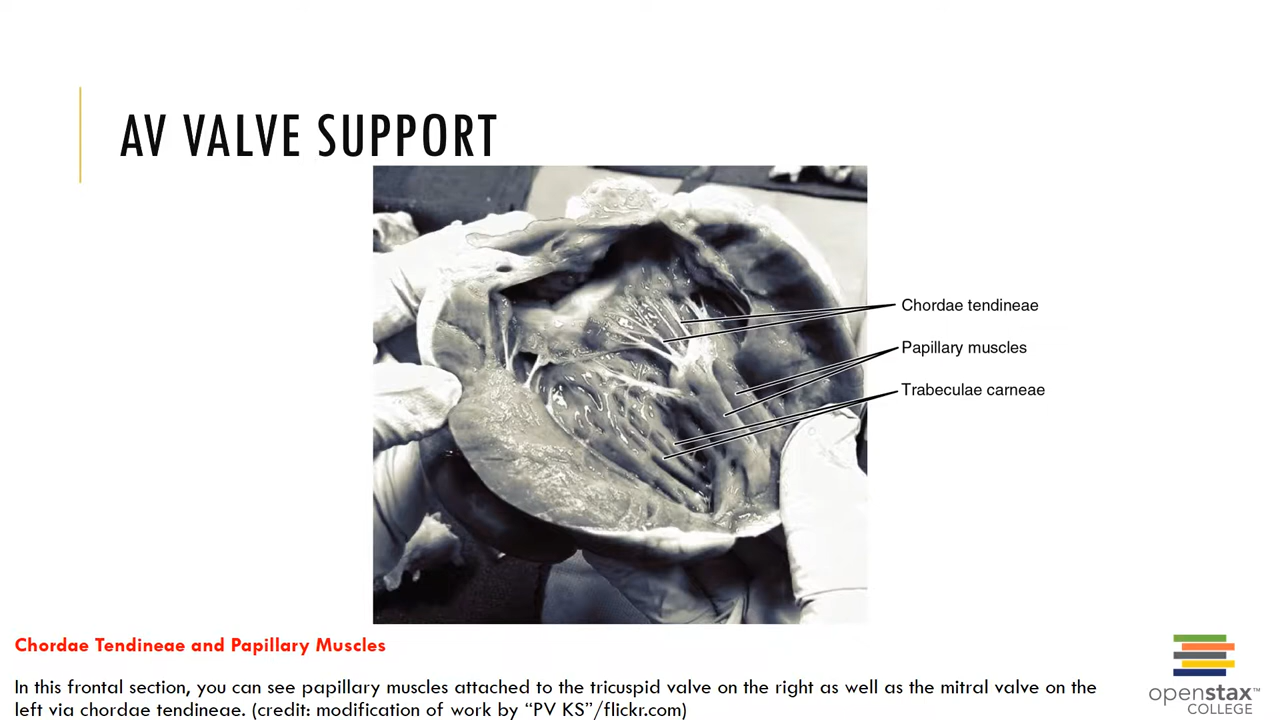 AV VALVE SUPPORT
Chordae tendineae
Papillary muscles
Trabeculae carneae
Chordae Tendineae and Papillary Muscles
In this frontal section, you can see papillary muscles attached to the tricuspid valve on the right as well as the mitral valve on the
left via chordae tendineae. (credit: modification of work by “PV KS”/flickr.com)
openstax™
COLLEGE